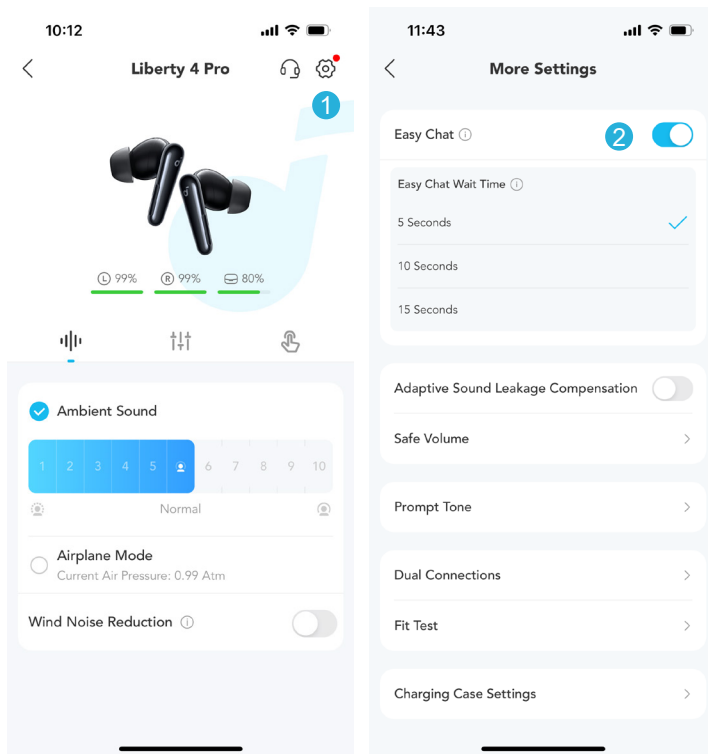 10:12
Liberty 4 Pro
1
L 99% R 99% 80%
Ambient Sound
1 2 3 4 5 6 7 8 9 10
Normal
Airplane Mode
Current Air Pressure: 0.99 Atm
Wind Noise Reduction
11:43
More Settings
Easy Chat
2
Easy Chat Wait Time
5 Seconds
10 Seconds
15 Seconds
Adaptive Sound Leakage Compensation
Safe Volume
Prompt Tone
Dual Connections
Fit Test
Charging Case Settings